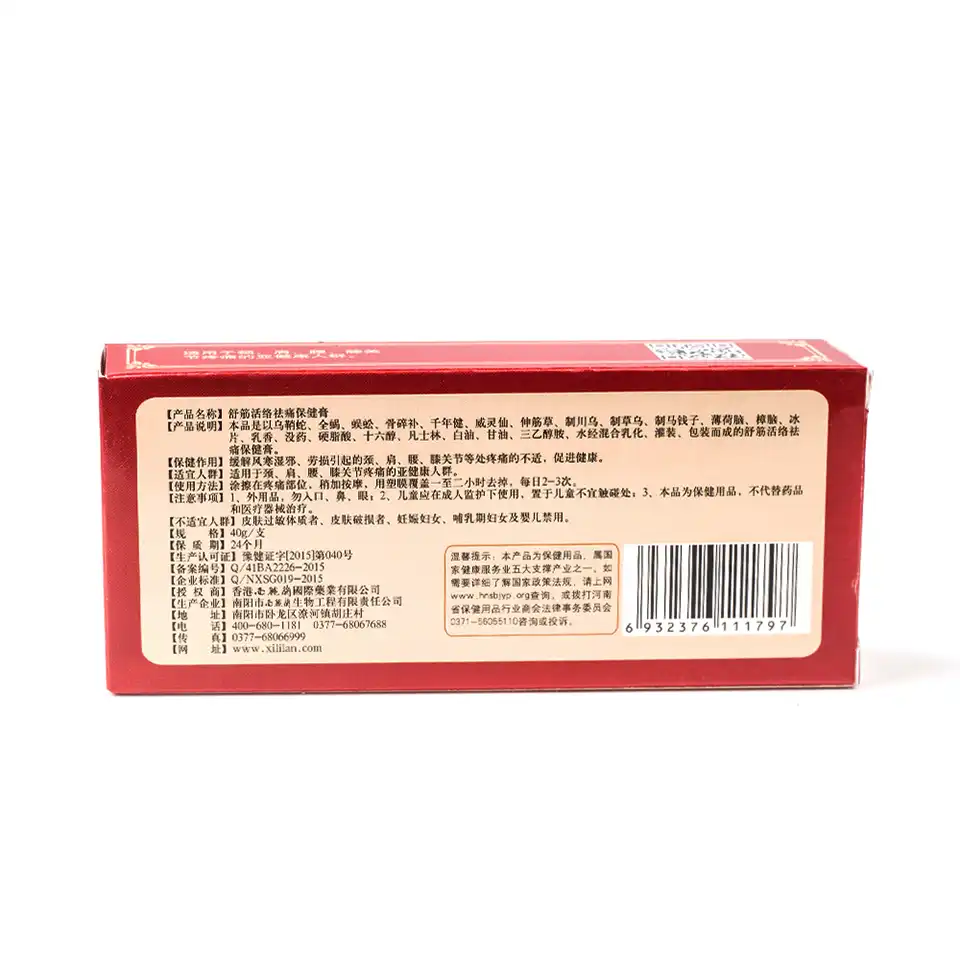 【产品名称】舒筋活络祛痛保健膏
【产品说明】本品是以乌鞘蛇、全蝎、蜈蚣、骨碎补、千年健、威灵仙、伸筋草、制川乌、制草乌、制马钱子、薄荷脑、樟脑、冰
片、乳香、没药、硬脂酸、十六醇、凡士林、白油、甘油、三乙醇胺、水经混合乳化、灌装、包装而成的舒筋活络祛
痛保健膏。
【保健作用】缓解风寒湿邪、劳损引起的颈、肩、腰、膝关节等处疼痛的不适，促进健康。
【适宜人群】适用于颈、肩、腰、膝关节疼痛的亚健康人群。
【使用方法】涂擦在疼痛部位，稍加按摩，用塑膜覆盖一至二小时去掉，每日2-3次。
【注意事项】1、外用品，勿入口、鼻、眼；2、儿童应在成人监护下使用，置于儿童不宜触碰处；3、本品为保健用品，不代替药品
和医疗器械治疗。
【不适宜人群】皮肤过敏体质者、皮肤破损者、妊娠妇女、哺乳期妇女及婴儿禁用。
【规 格】40g/支
【保 质 期】24个月
【生产许可证】豫健证字[2015]第040号
【备案编号】Q/41BA2226-2015
【企业标准】Q/NXSG019-2015
【授 权 商】香港 國際藥業有限公司
【生产企业】南阳市 生物工程有限责任公司
【地 址】南阳市卧龙区潦河镇胡庄村
【电 话】400-680-1181 0377-68067688
【传 真】0377-68066999
【网 址】www.xililan.com
温馨提示：本产品为保健用品，属国
家健康服务业五大支撑产业之一。如
需要详细了解国家政策法规，请上网
www.hnsbjyp.org查询，或拨打河南
省保健用品行业商会法律事务委员会
0371-56055110咨询或投诉。
6 932376 111797